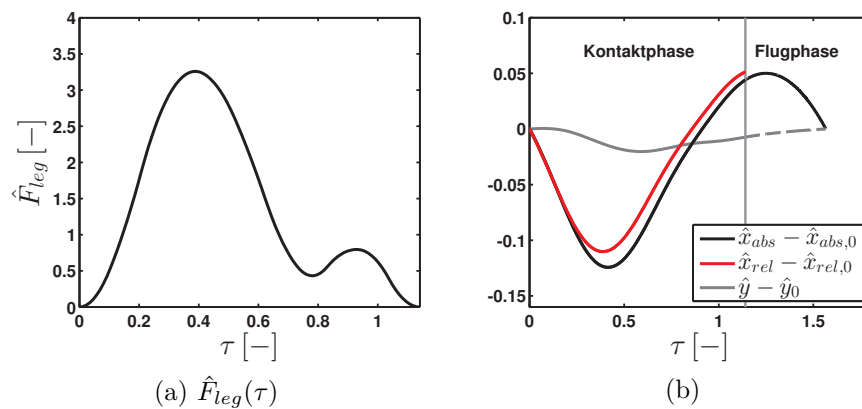 4
3.5
3
2.5
2
1.5
1
0.5
0
F̂_leg [−]
0 0.2 0.4 0.6 0.8 1
τ [−]
(a) F̂_leg(τ)
0.1
0.05
0
-0.05
-0.1
-0.15
Kontaktphase Flugphase
x̂_abs − x̂_abs,0
x̂_rel − x̂_rel,0
ŷ − ŷ_0
0 0.5 1 1.5
τ [−]
(b)